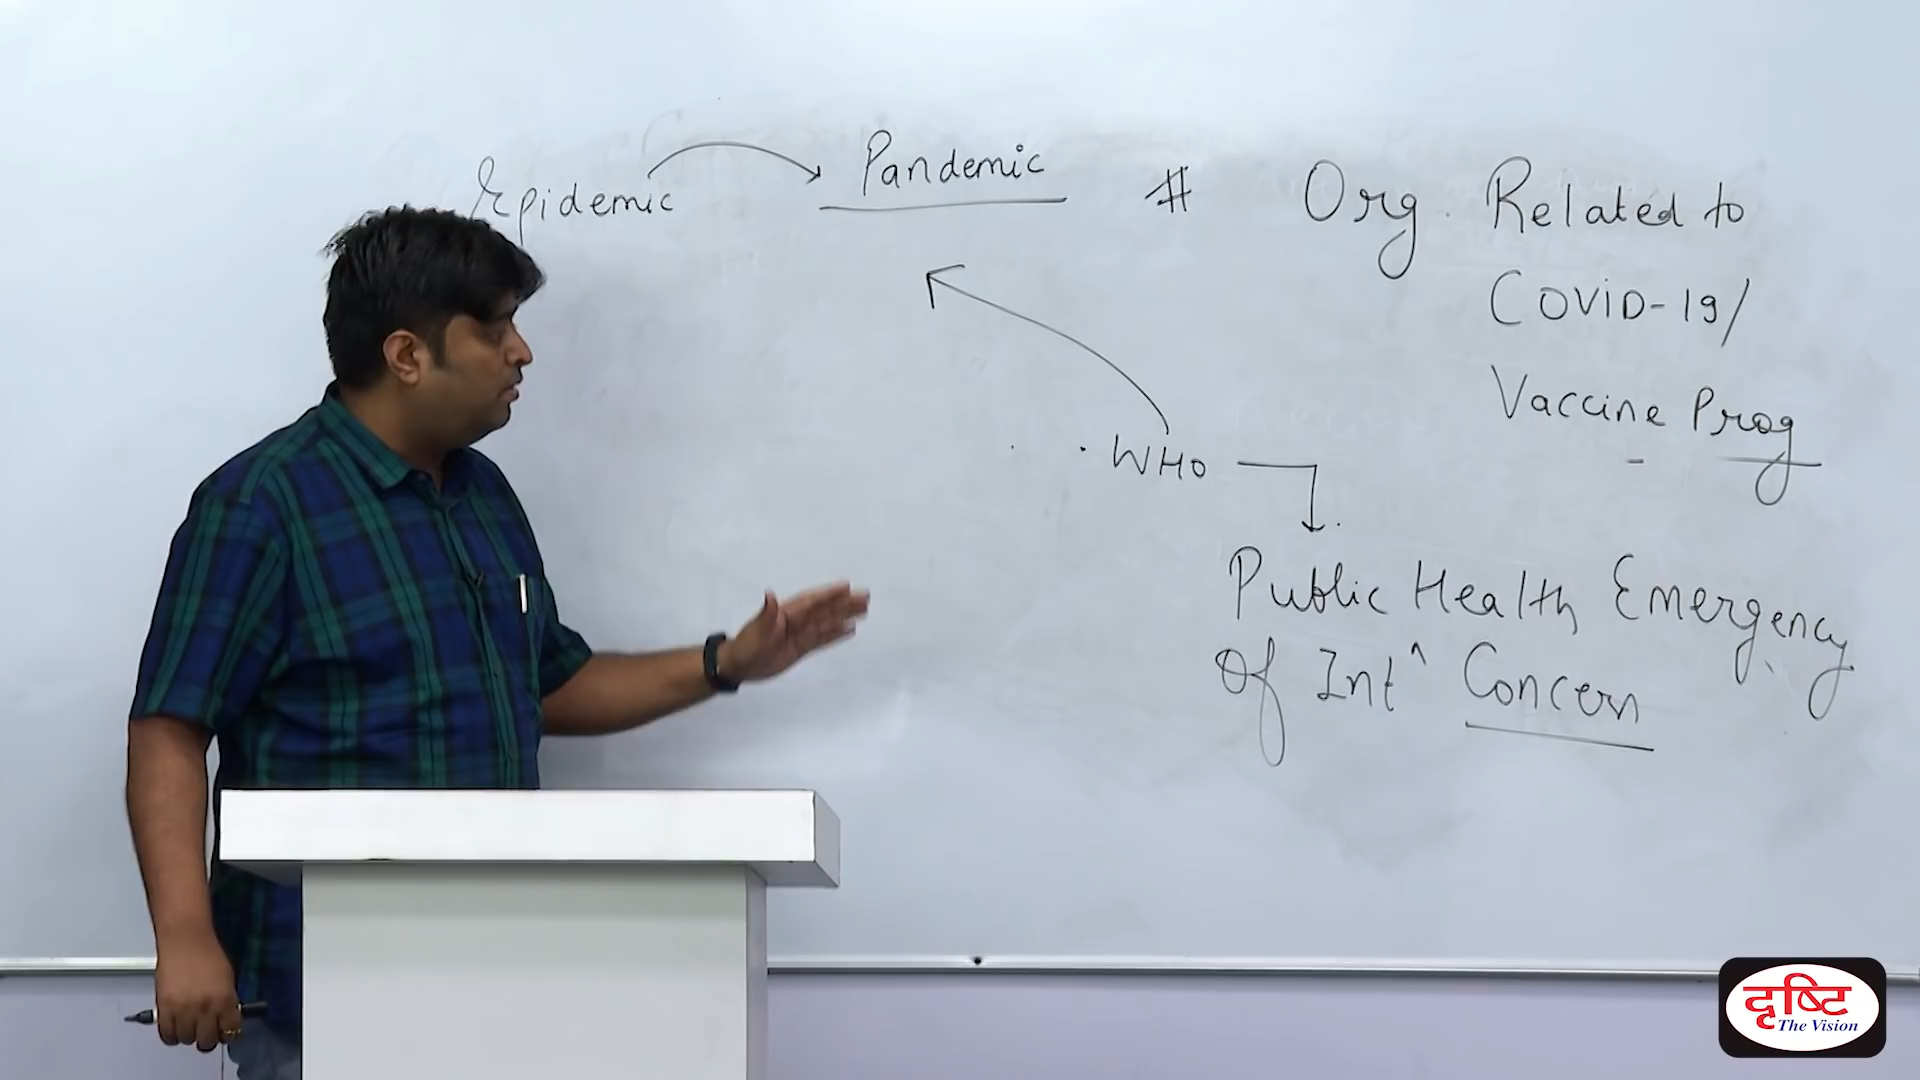 Epidemic
Pandemic
# Org. Related to
COVID-19/
Vaccine Prog
WHO
Public Health Emergency
Of Int^ Concern
दृष्टि
The Vision